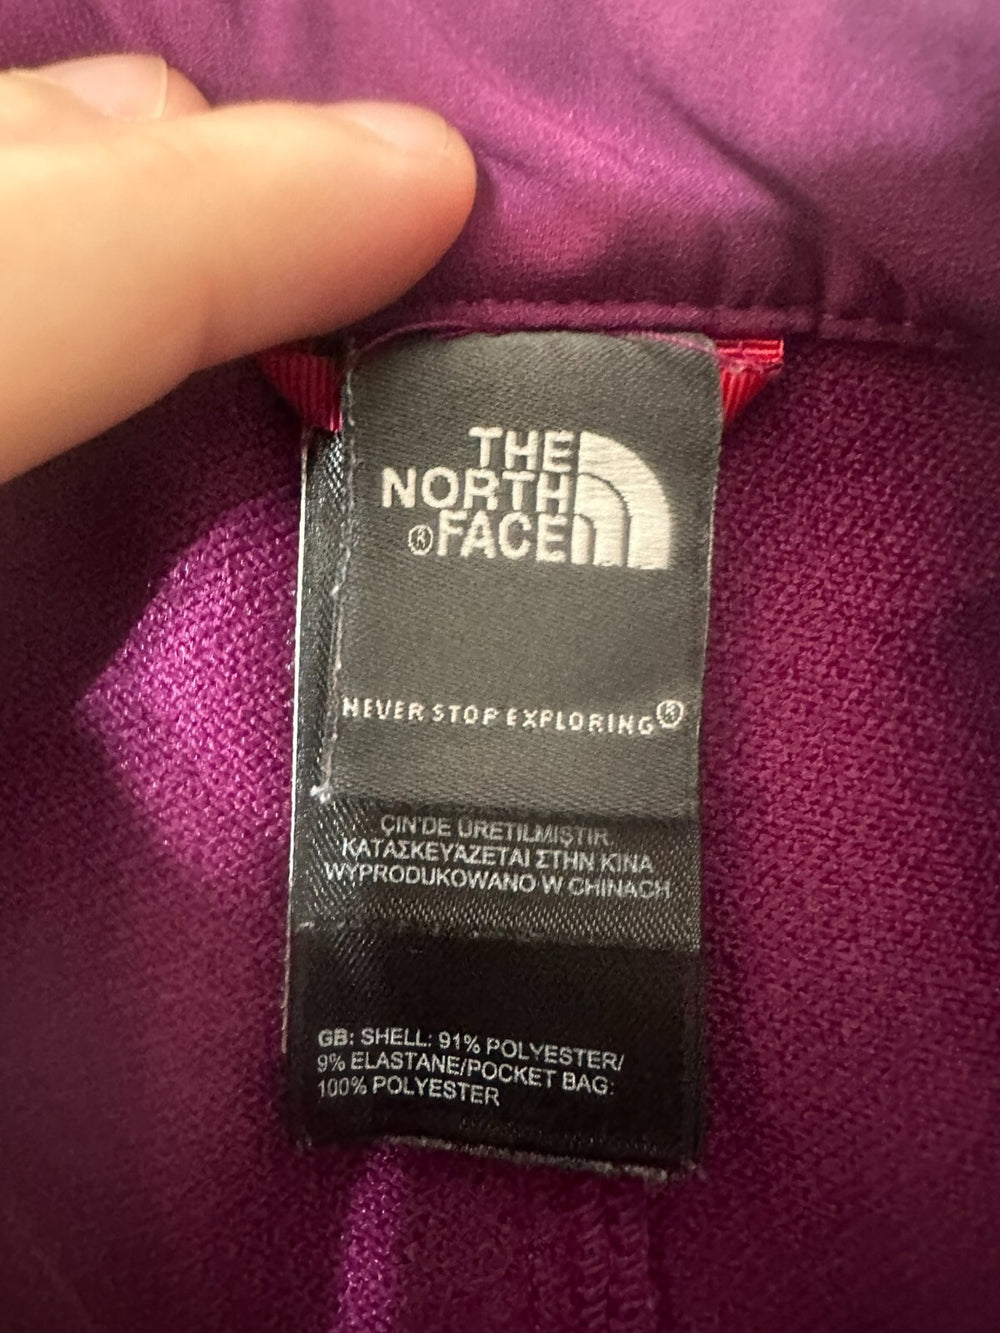 THE
NORTH
®FACE
NEVER STOP EXPLORING®
ÇIN'DE ÜRETILMIŞTIR
ΚΑΤΑΣΚΕΥΑΖΕΤΑΙ ΣΤΗΝ ΚΙΝΑ
WYPRODUKOWANO W CHINACH
GB: SHELL: 91% POLYESTER/
9% ELASTANE/POCKET BAG:
100% POLYESTER